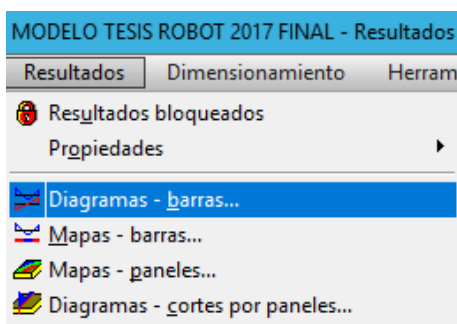 MODELO TESIS ROBOT 2017 FINAL - Resultados
Resultados Dimensionamiento Herram
Resultados bloqueados
Propiedades
Diagramas - barras...
Mapas - barras...
Mapas - paneles...
Diagramas - cortes por paneles...